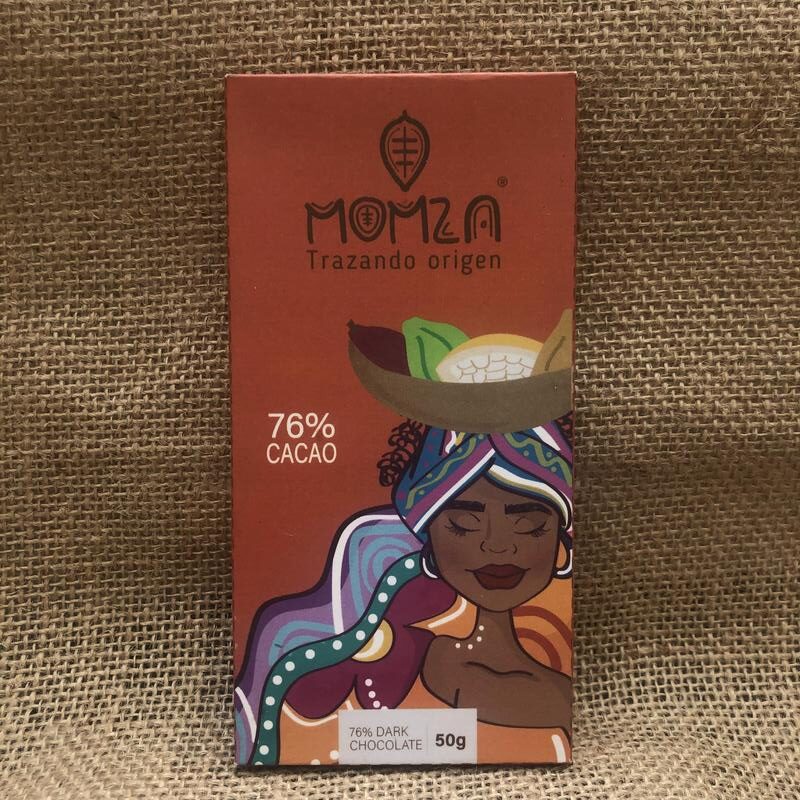 MOMZA®
Trazando origen
76%
CACAO
76% DARK
CHOCOLATE
50g